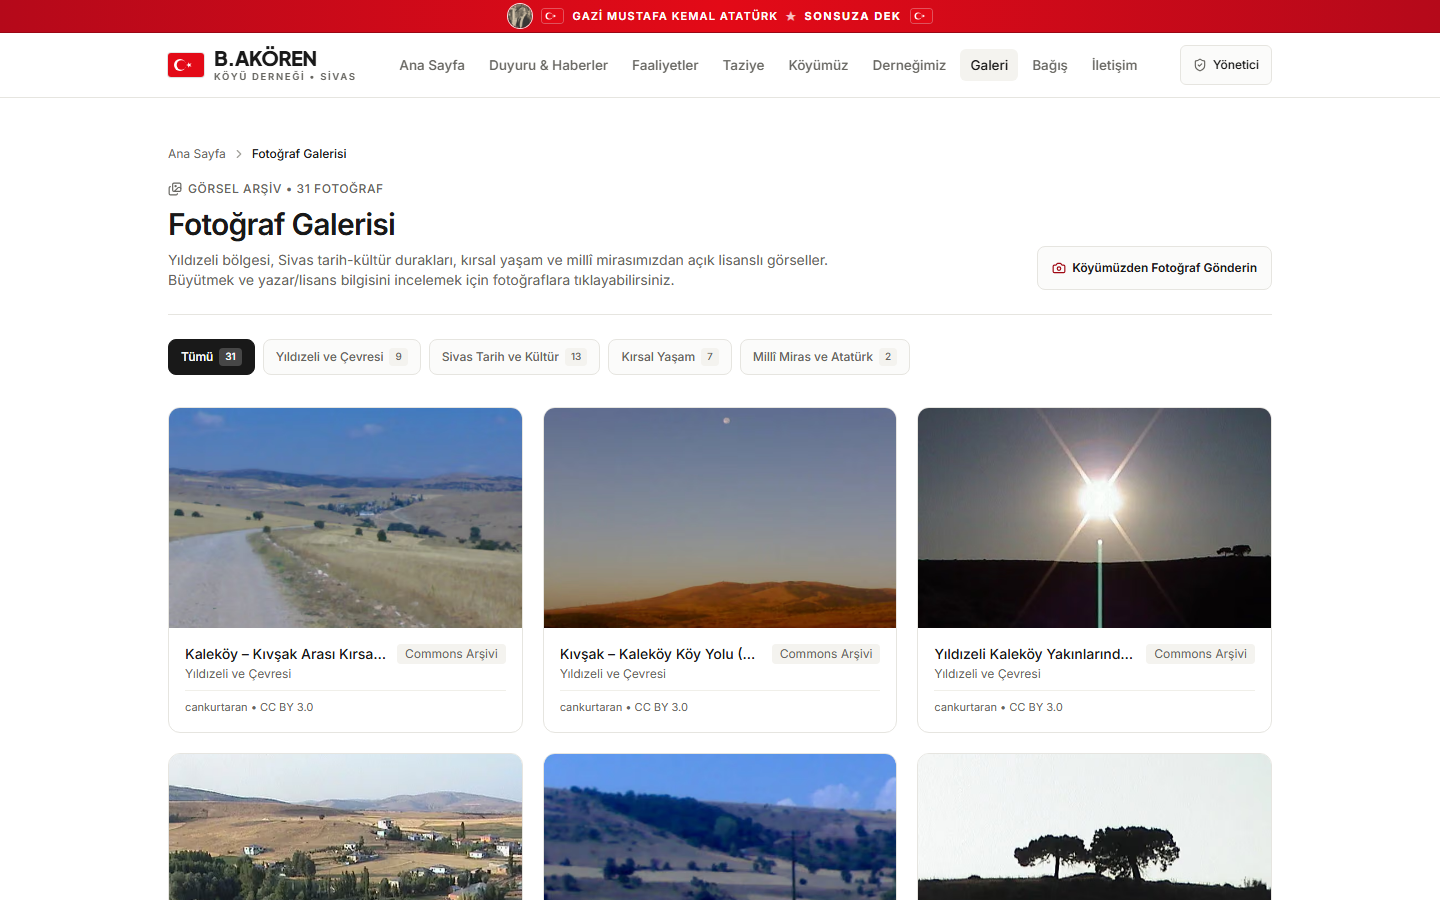 GAZİ MUSTAFA KEMAL ATATÜRK ★ SONSUZA DEK
B.AKÖREN
KÖYÜ DERNEĞİ • SİVAS
Ana Sayfa
Duyuru & Haberler
Faaliyetler
Taziye
Köyümüz
Derneğimiz
Galeri
Bağış
İletişim
Yönetici
Ana Sayfa > Fotoğraf Galerisi
GÖRSEL ARŞİV • 31 FOTOĞRAF
Fotoğraf Galerisi
Yıldızeli bölgesi, Sivas tarih-kültür durakları, kırsal yaşam ve millî mirasımızdan açık lisanslı görseller.
Büyütmek ve yazar/lisans bilgisini incelemek için fotoğraflara tıklayabilirsiniz.
Köyümüzden Fotoğraf Gönderin
Tümü 31
Yıldızeli ve Çevresi 9
Sivas Tarih ve Kültür 13
Kırsal Yaşam 7
Millî Miras ve Atatürk 2
Kaleköy – Kıvşak Arası Kırsa... Commons Arşivi
Yıldızeli ve Çevresi
cankurtaran • CC BY 3.0
Kıvşak – Kaleköy Köy Yolu (... Commons Arşivi
Yıldızeli ve Çevresi
cankurtaran • CC BY 3.0
Yıldızeli Kaleköy Yakınlarınd... Commons Arşivi
Yıldızeli ve Çevresi
cankurtaran • CC BY 3.0